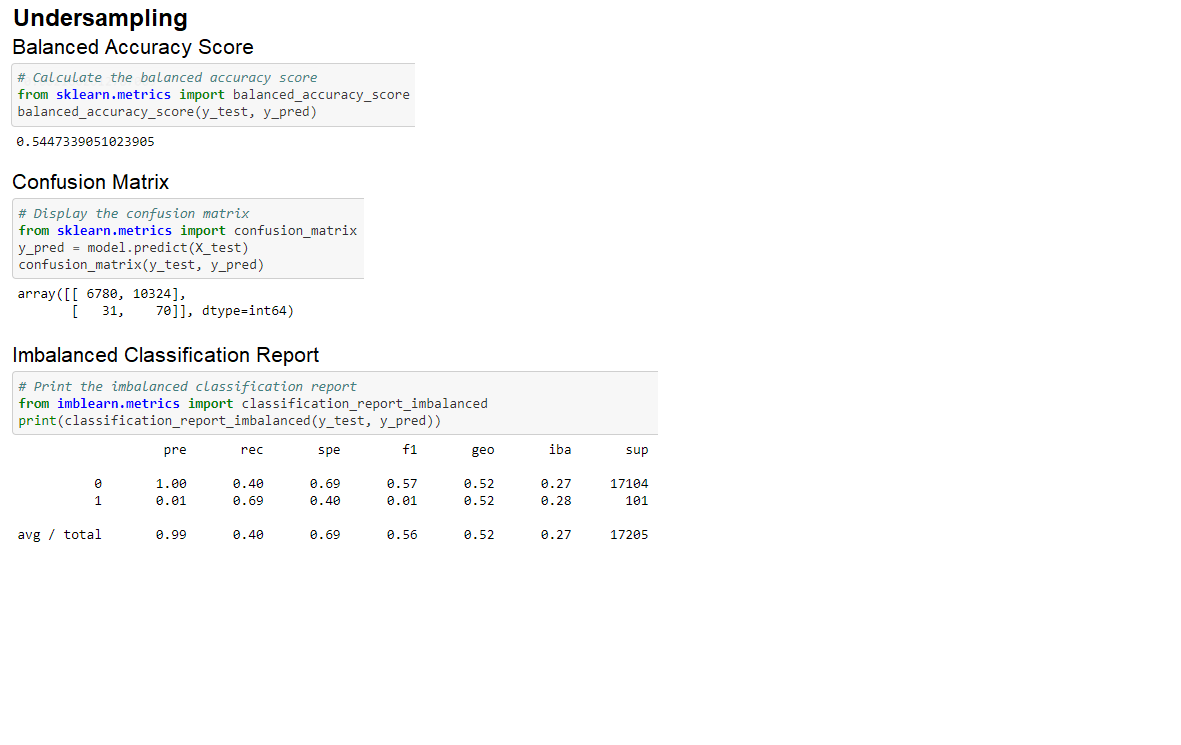 Undersampling
Balanced Accuracy Score
# Calculate the balanced accuracy score
from sklearn.metrics import balanced_accuracy_score
balanced_accuracy_score(y_test, y_pred)
0.5447339051023905
Confusion Matrix
# Display the confusion matrix
from sklearn.metrics import confusion_matrix
y_pred = model.predict(X_test)
confusion_matrix(y_test, y_pred)
array([[ 6780, 10324],
       [   31,    70]], dtype=int64)
Imbalanced Classification Report
# Print the imbalanced classification report
from imblearn.metrics import classification_report_imbalanced
print(classification_report_imbalanced(y_test, y_pred))
                   pre       rec       spe        f1       geo       iba       sup
          0       1.00      0.40      0.69      0.57      0.52      0.27     17104
          1       0.01      0.69      0.40      0.01      0.52      0.28       101
avg / total       0.99      0.40      0.69      0.56      0.52      0.27     17205